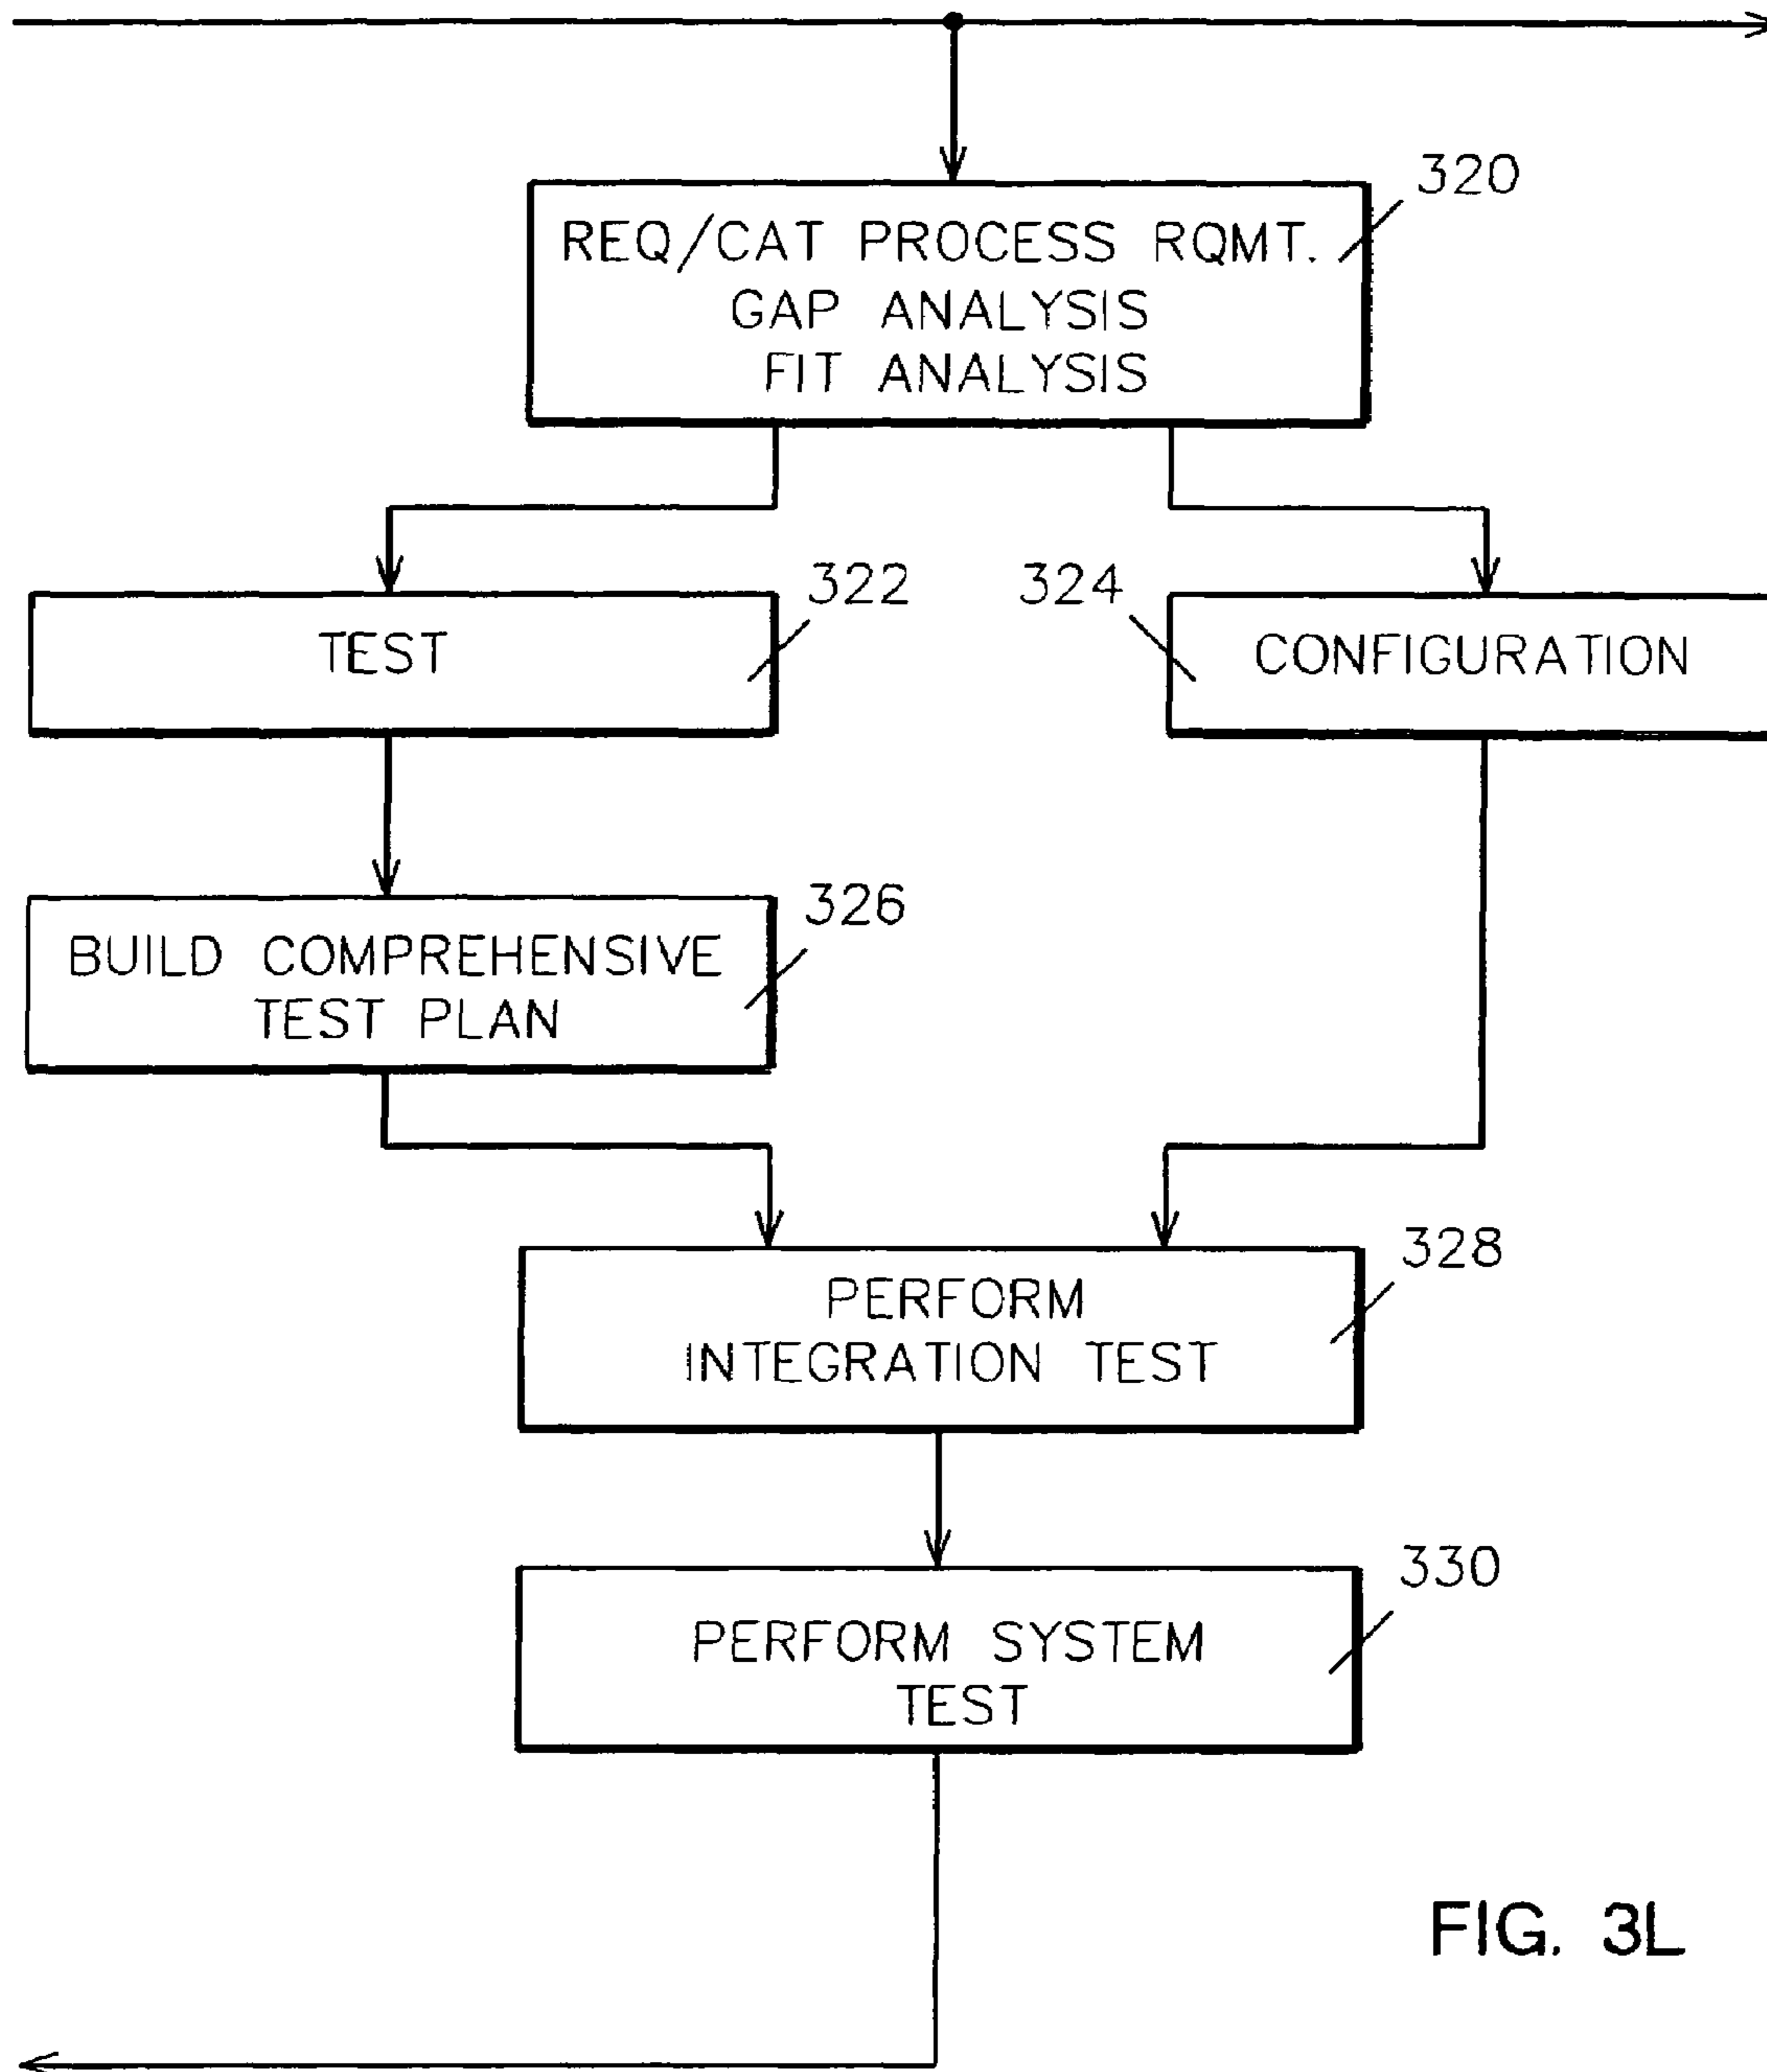 320
REQ/CAT PROCESS RQMT.
GAP ANALYSIS
FIT ANALYSIS
322
324
TEST
CONFIGURATION
326
BUILD COMPREHENSIVE
TEST PLAN
328
PERFORM
INTEGRATION TEST
330
PERFORM SYSTEM
TEST
FIG. 3L